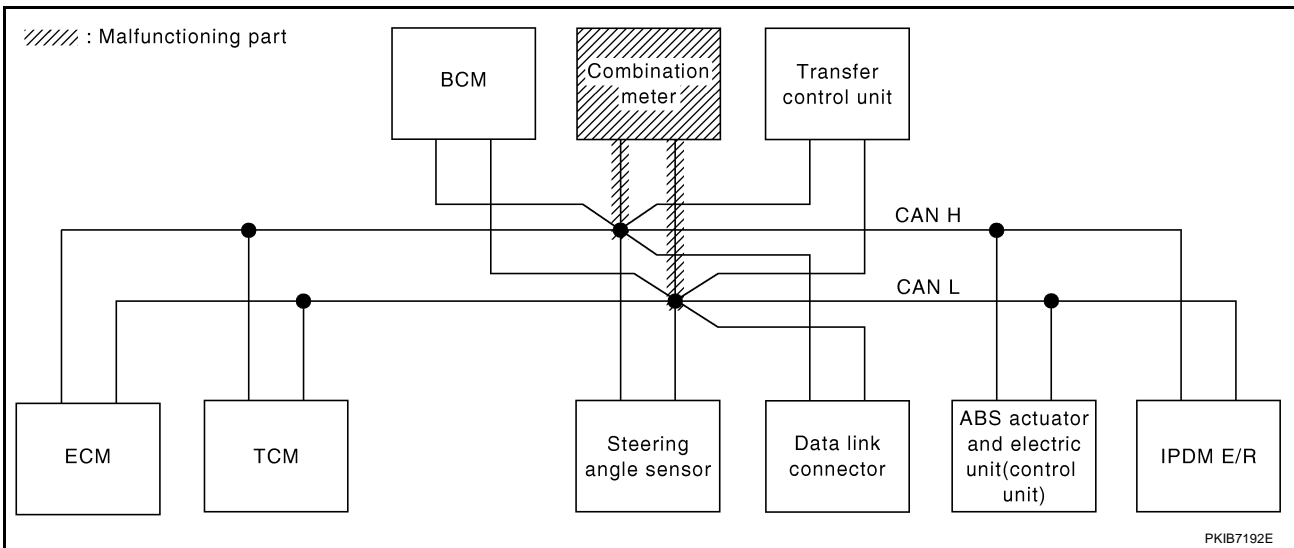 : Malfunctioning part
BCM
Combination
meter
Transfer
control unit
CAN H
CAN L
ECM
TCM
Steering
angle sensor
Data link
connector
ABS actuator
and electric
unit(control
unit)
IPDM E/R
PKIB7192E